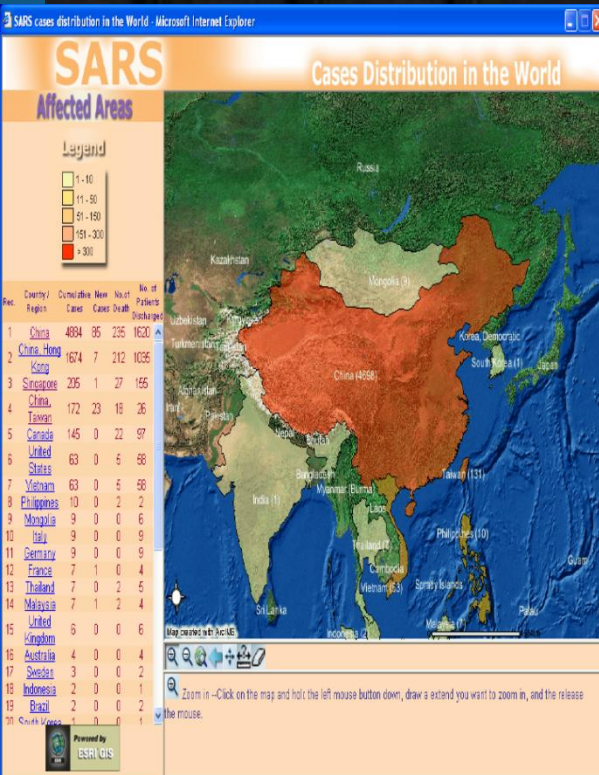 SARS cases distribution in the World - Microsoft Internet Explorer
SARS
Affected Areas
Cases Distribution in the World
Legend
1 - 10
11 - 50
51 - 150
151 - 300
> 300
Rec. Country / Region Cumulative Cases New Cases No.of Death No. of Patients Discharged
1 China 4884 85 235 1620
2 China, Hong Kong 1674 7 212 1035
3 Singapore 205 1 27 155
4 China, Taiwan 172 23 18 26
5 Canada 145 0 22 97
6 United States 63 0 5 58
7 Vietnam 63 0 5 58
8 Philippines 10 0 2 2
9 Mongolia 9 0 0 6
10 Italy 9 0 0 9
11 Germany 9 0 0 9
12 France 7 1 0 4
13 Thailand 7 0 2 5
14 Malaysia 7 1 2 4
15 United Kingdom 6 0 0 6
16 Australia 4 0 0 4
17 Sweden 3 0 0 2
18 Indonesia 2 0 0 1
19 Brazil 2 0 0 2
20 South Korea 1 0 0 1
Russia
Kazakhstan
Mongolia (9)
Uzbekistan
Turkmenistan
Korea, Democratic
South Korea (1)
Japan
China (4698)
Afghanistan
Iran
Pakistan
Nepal
Bhutan
Bangladesh
Myanmar (Burma)
Taiwan (131)
India (1)
Laos
Thailand (7)
Philippines (10)
Guam
Cambodia
Vietnam (63)
Spratly Islands
Sri Lanka
Palau
Malaysia (7)
Indonesia (2)
Map created with ArcIMS
Zoom in --Click on the map and hold the left mouse button down, draw a extend you want to zoom in, and the release
the mouse.
Powered by
ESRI GIS